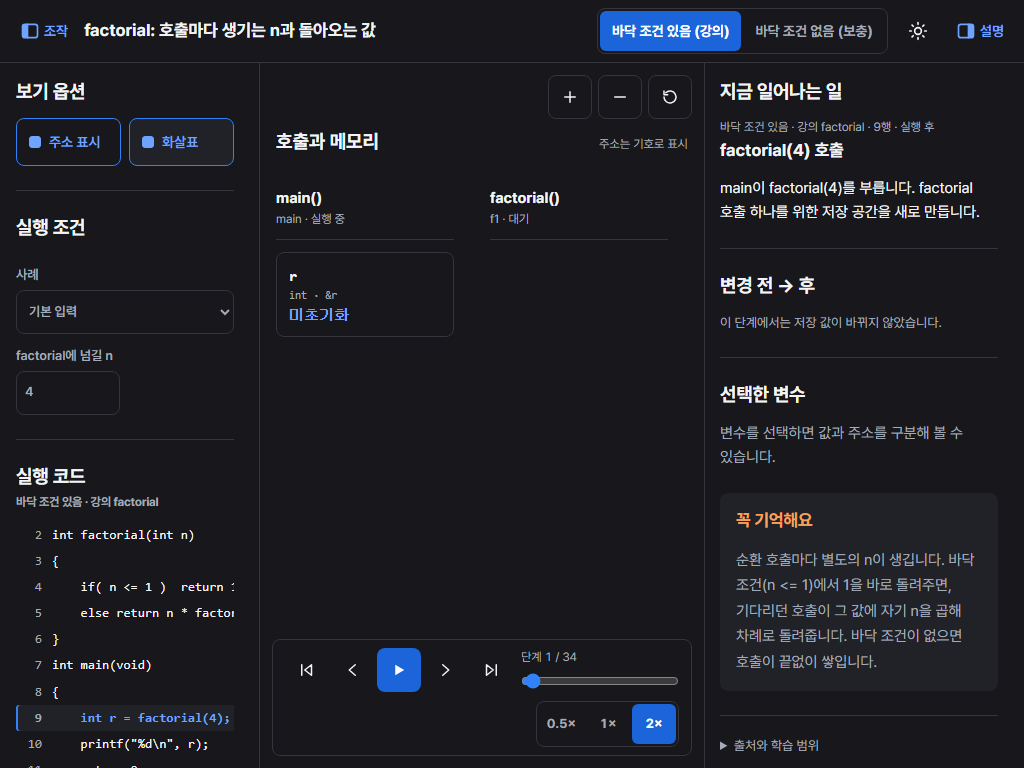 조작
factorial: 호출마다 생기는 n과 돌아오는 값
바닥 조건 있음 (강의)
바닥 조건 없음 (보충)
설명
보기 옵션
주소 표시
화살표
실행 조건
사례
기본 입력
factorial에 넘길 n
4
실행 코드
바닥 조건 있음 · 강의 factorial
2 int factorial(int n)
3 {
4 if( n <= 1 ) return
5 else return n * factor
6 }
7 int main(void)
8 {
9 int r = factorial(4);
10 printf("%d\n", r);
호출과 메모리
주소는 기호로 표시
main()
main · 실행 중
factorial()
f1 · 대기
r
int · &r
미초기화
단계 1 / 34
0.5×
1×
2×
지금 일어나는 일
바닥 조건 있음 · 강의 factorial · 9행 · 실행 후
factorial(4) 호출
main이 factorial(4)를 부릅니다. factorial
호출 하나를 위한 저장 공간을 새로 만듭니다.
변경 전 → 후
이 단계에서는 저장 값이 바뀌지 않았습니다.
선택한 변수
변수를 선택하면 값과 주소를 구분해 볼 수
있습니다.
꼭 기억해요
순환 호출마다 별도의 n이 생깁니다. 바닥
조건(n <= 1)에서 1을 바로 돌려주면,
기다리던 호출이 그 값에 자기 n을 곱해
차례로 돌려줍니다. 바닥 조건이 없으면
호출이 끝없이 쌓입니다.
출처와 학습 범위